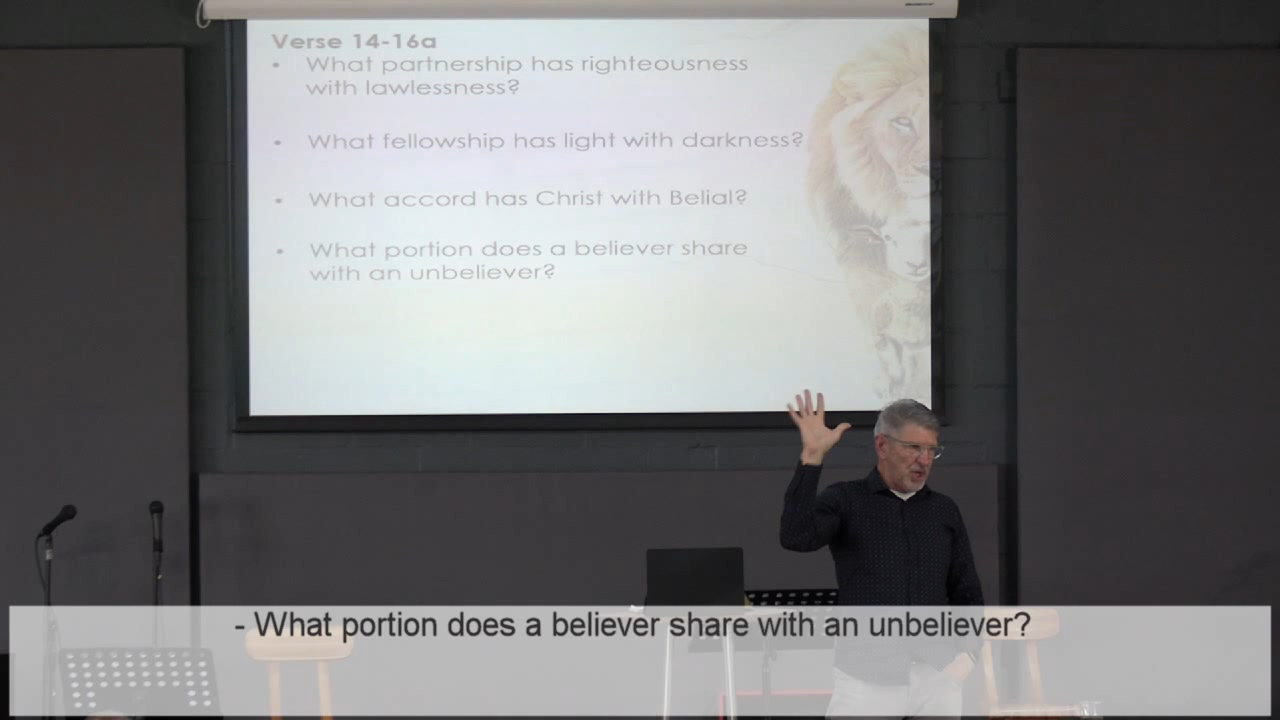 Verse 14-16a
• What partnership has righteousness
with lawlessness?
• What fellowship has light with darkness?
• What accord has Christ with Belial?
• What portion does a believer share
with an unbeliever?
- What portion does a believer share with an unbeliever?